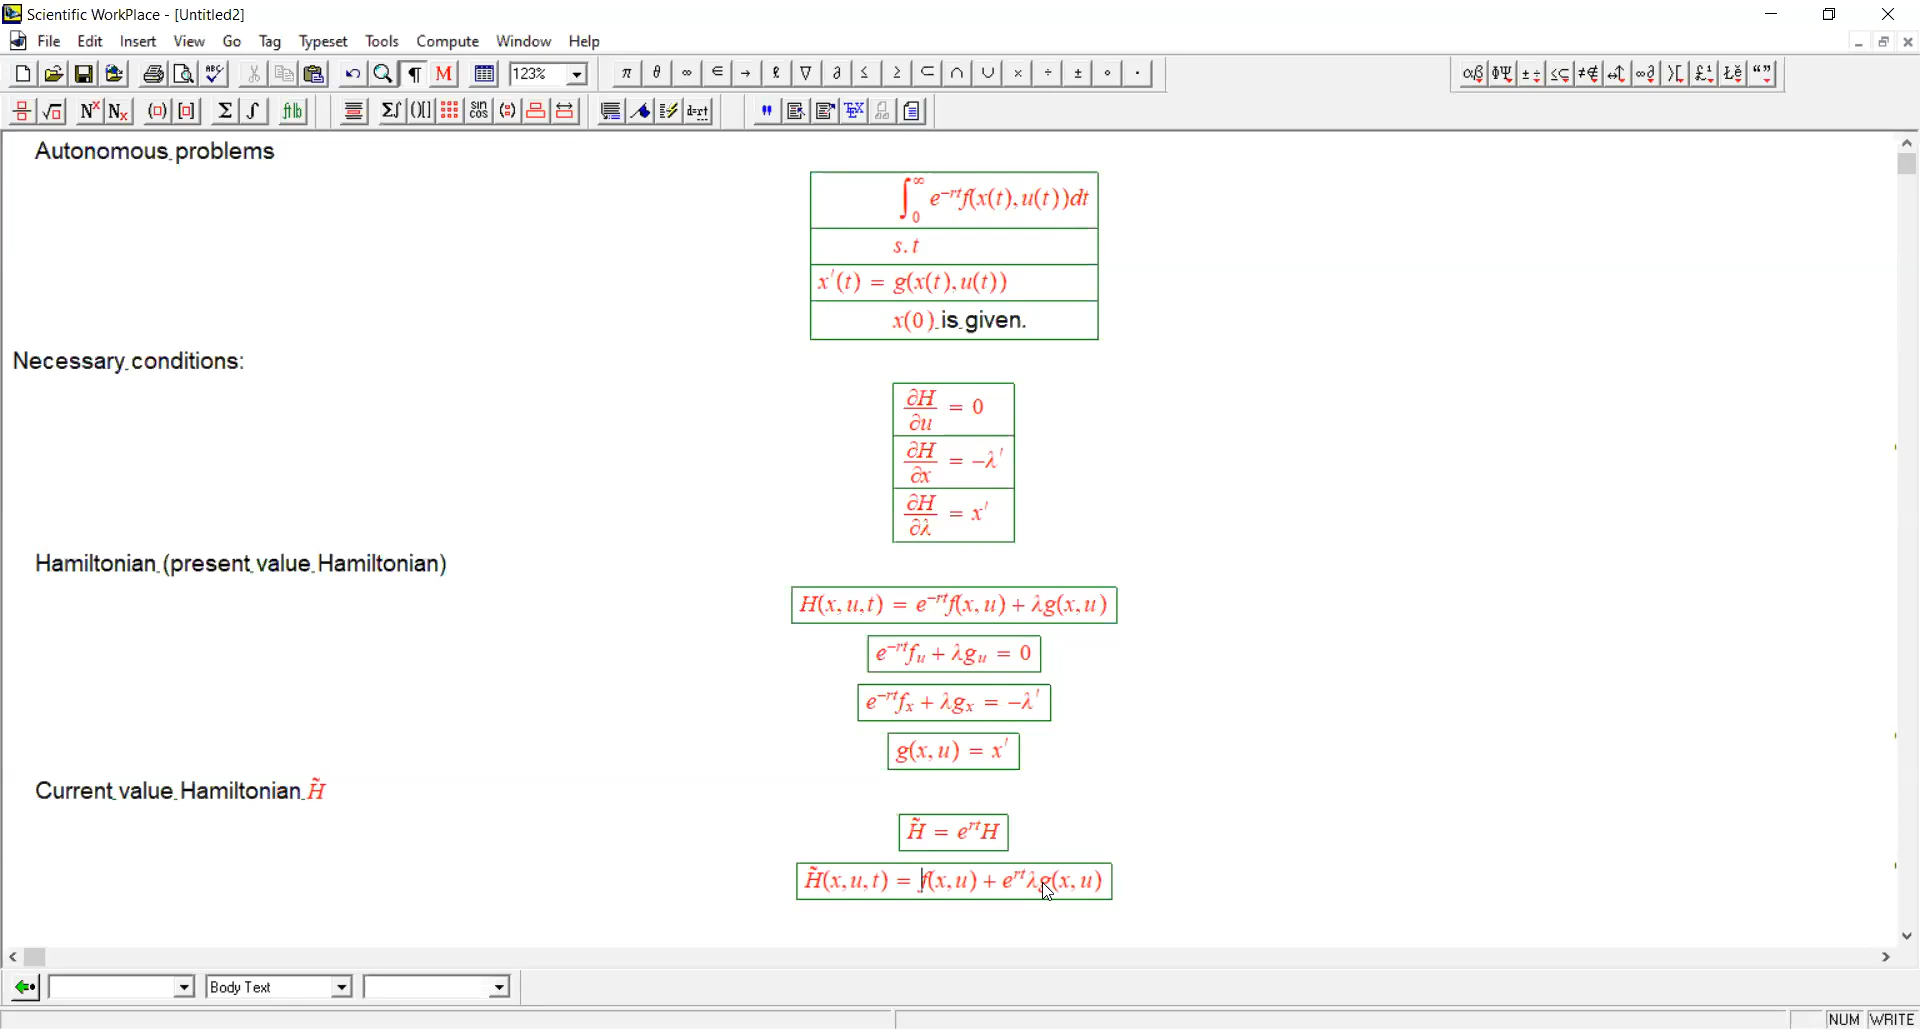 Scientific WorkPlace - [Untitled2]
File Edit Insert View Go Tag Typeset Tools Compute Window Help
123%
Autonomous problems
∫₀^∞ e^{-rt} f(x(t), u(t))dt
s.t
x'(t) = g(x(t), u(t))
x(0) is given.
Necessary conditions:
∂H/∂u = 0
∂H/∂x = -λ'
∂H/∂λ = x'
Hamiltonian (present value Hamiltonian)
H(x, u, t) = e^{-rt} f(x, u) + λg(x, u)
e^{-rt} f_u + λg_u = 0
e^{-rt} f_x + λg_x = -λ'
g(x, u) = x'
Current value Hamiltonian H̃
H̃ = e^{rt} H
H̃(x, u, t) = f(x, u) + e^{rt} λg(x, u)
Body Text
NUM WRITE